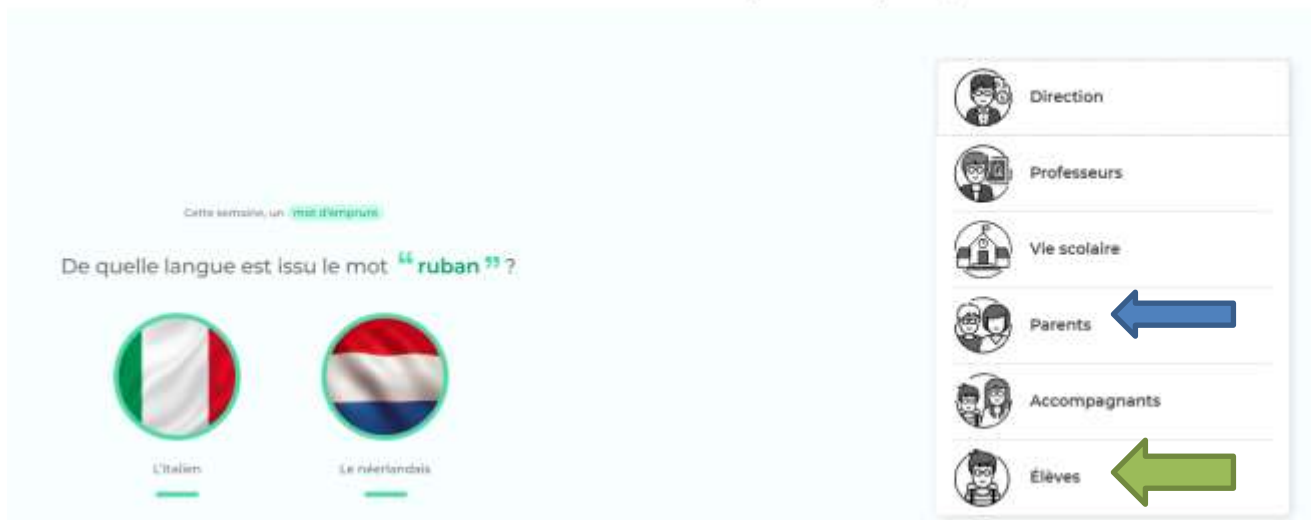 Cette semaine, un mot d'emprunt
De quelle langue est issu le mot “ ruban ” ?
L'Italien
Le néerlandais
Direction
Professeurs
Vie scolaire
Parents
Accompagnants
Élèves